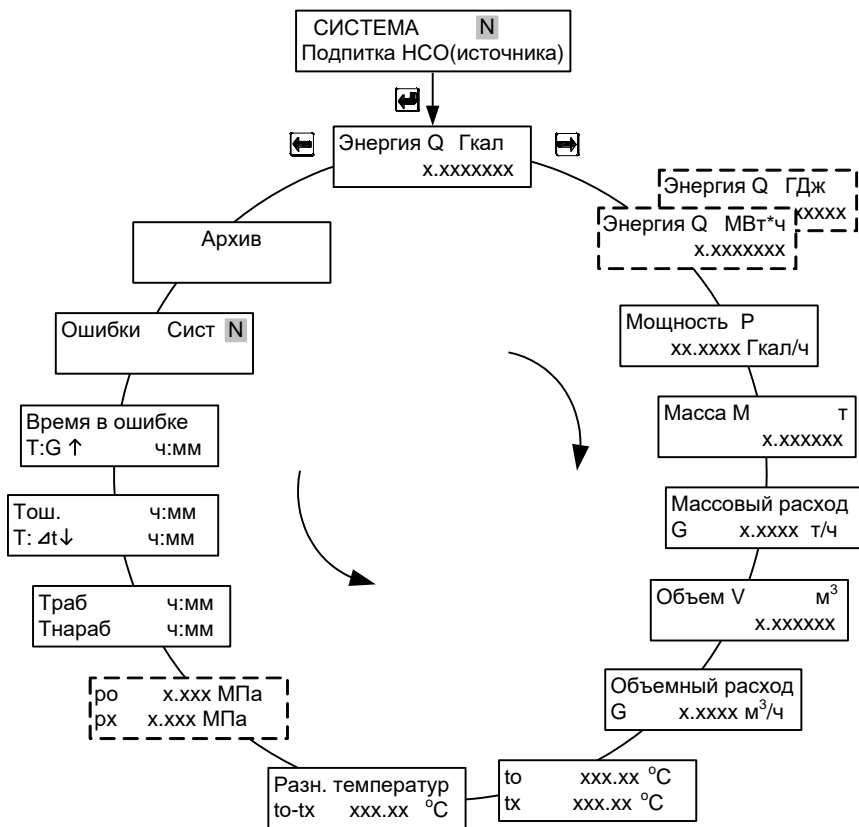 СИСТЕМА N
Подпитка НСО(источника)
Энергия Q Гкал
x.xxxxxxx
Энергия Q ГДж
xxxxx
Энергия Q МВт*ч
x.xxxxxxx
Мощность P
xx.xxxx Гкал/ч
Масса M т
x.xxxxxx
Массовый расход
G x.xxxx т/ч
Объем V м³
x.xxxxxx
Объемный расход
G x.xxxx м³/ч
to xxx.xx °C
tx xxx.xx °C
Разн. температур
to-tx xxx.xx °C
po x.xxx МПа
px x.xxx МПа
Траб ч:мм
Тнараб ч:мм
Тош. ч:мм
T: ⊿t↓ ч:мм
Время в ошибке
T:G ↑ ч:мм
Ошибки Сист N
Архив